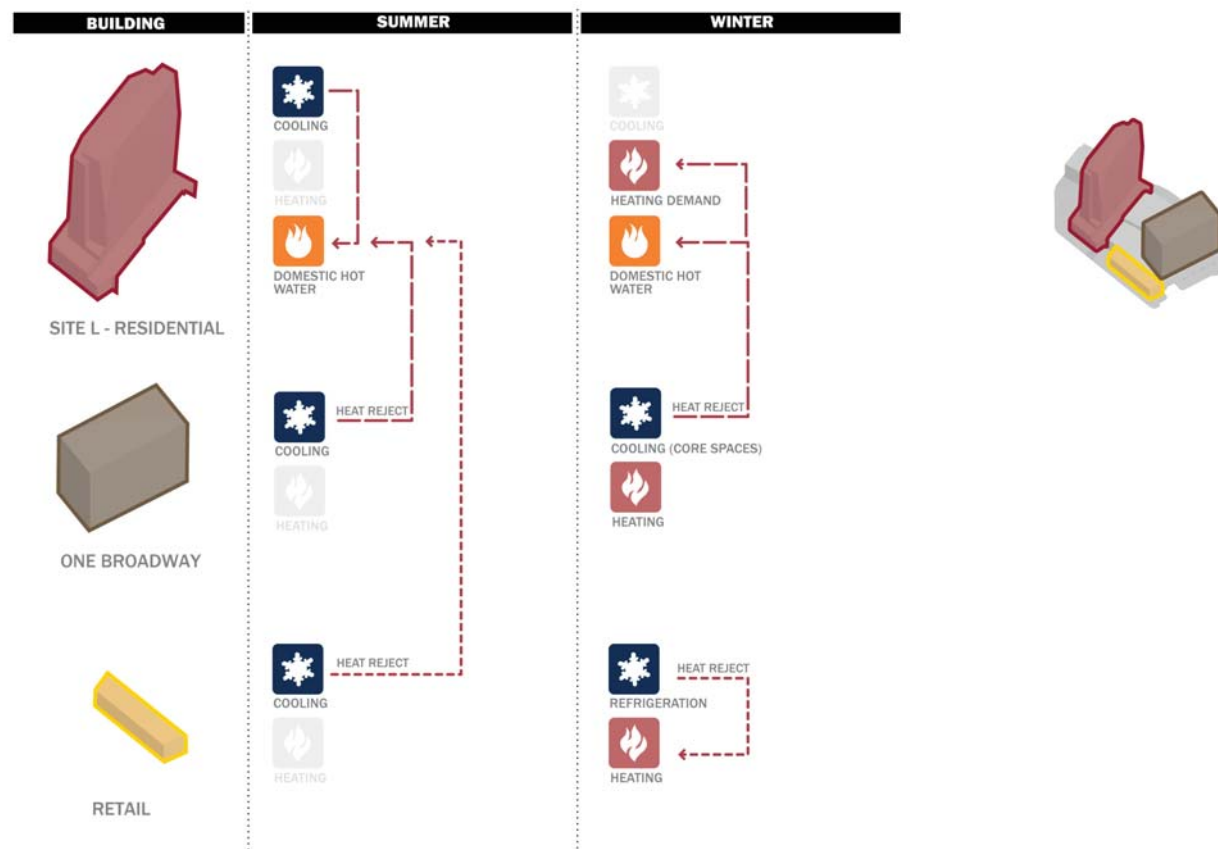 BUILDING
SUMMER
WINTER
COOLING
HEATING
DOMESTIC HOT
WATER
SITE L - RESIDENTIAL
COOLING
HEATING DEMAND
DOMESTIC HOT
WATER
HEAT REJECT
COOLING
HEATING
ONE BROADWAY
HEAT REJECT
COOLING (CORE SPACES)
HEATING
HEAT REJECT
COOLING
HEATING
RETAIL
HEAT REJECT
REFRIGERATION
HEATING